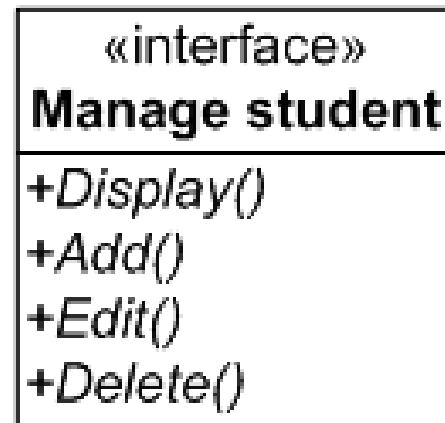 «interface»
Manage student
+Display()
+Add()
+Edit()
+Delete()